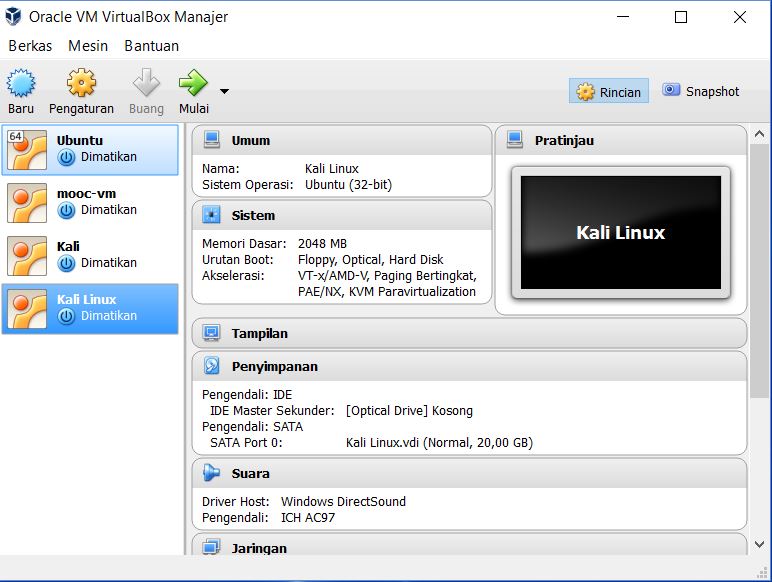 Oracle VM VirtualBox Manajer
Berkas Mesin Bantuan
Baru Pengaturan Buang Mulai
Rincian Snapshot
64
Ubuntu
Dimatikan
mooc-vm
Dimatikan
Kali
Dimatikan
Kali Linux
Dimatikan
Umum
Nama: Kali Linux
Sistem Operasi: Ubuntu (32-bit)
Pratinjau
Kali Linux
Sistem
Memori Dasar: 2048 MB
Urutan Boot: Floppy, Optical, Hard Disk
Akselerasi: VT-x/AMD-V, Paging Bertingkat,
PAE/NX, KVM Paravirtualization
Tampilan
Penyimpanan
Pengendali: IDE
IDE Master Sekunder: [Optical Drive] Kosong
Pengendali: SATA
SATA Port 0: Kali Linux.vdi (Normal, 20,00 GB)
Suara
Driver Host: Windows DirectSound
Pengendali: ICH AC97
Jaringan